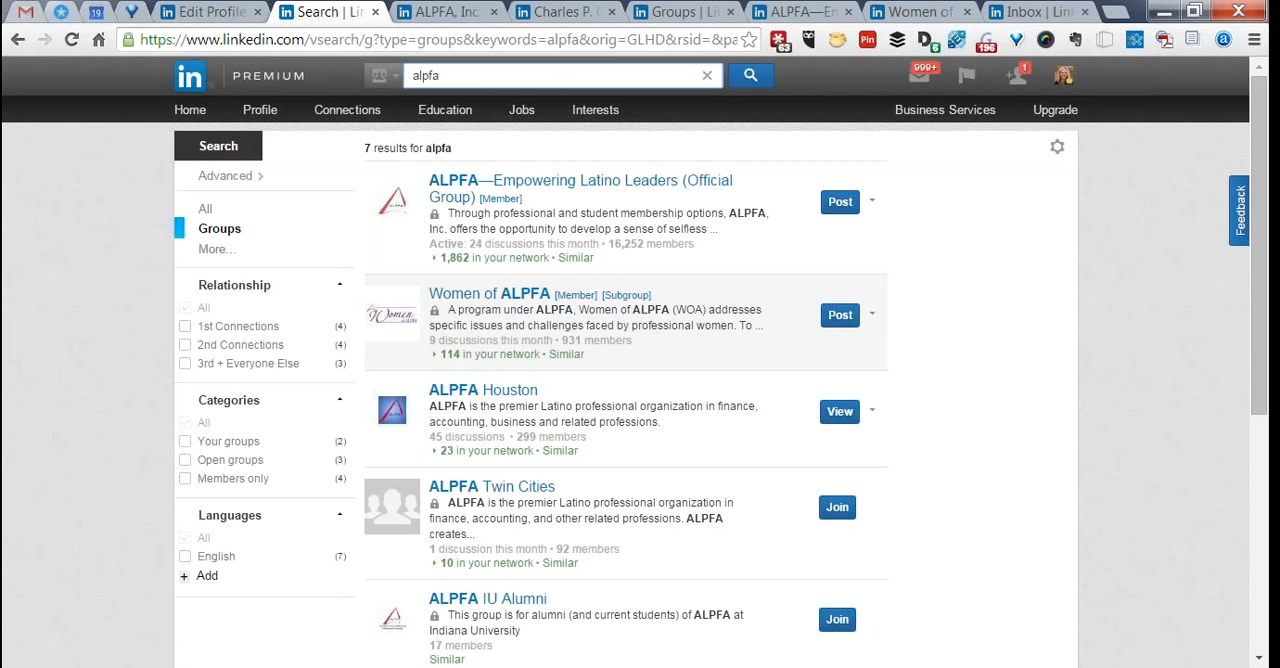 Edit Profile
Search | Lin
ALPFA, Inc.
Charles P. G
Groups | Lin
ALPFA—En
Women of
Inbox | Link
https://www.linkedin.com/vsearch/g?type=groups&keywords=alpfa&orig=GLHD&rsid=&pa
63
Pin
6
196
in PREMIUM
alpfa
999+
1
Home Profile Connections Education Jobs Interests Business Services Upgrade
Search
Advanced
All
Groups
More...
Relationship
All
1st Connections (4)
2nd Connections (4)
3rd + Everyone Else (3)
Categories
All
Your groups (2)
Open groups (3)
Members only (4)
Languages
All
English (7)
+ Add
7 results for alpfa
ALPFA—Empowering Latino Leaders (Official
Group) [Member]
Through professional and student membership options, ALPFA,
Inc. offers the opportunity to develop a sense of selfless ...
Active: 24 discussions this month • 16,252 members
1,862 in your network • Similar
Post
Women of ALPFA [Member] [Subgroup]
A program under ALPFA, Women of ALPFA (WOA) addresses
specific issues and challenges faced by professional women. To ...
9 discussions this month • 931 members
114 in your network • Similar
Post
ALPFA Houston
ALPFA is the premier Latino professional organization in finance,
accounting, business and related professions.
45 discussions • 299 members
23 in your network • Similar
View
ALPFA Twin Cities
ALPFA is the premier Latino professional organization in
finance, accounting, and other related professions. ALPFA
creates...
1 discussion this month • 92 members
10 in your network • Similar
Join
ALPFA IU Alumni
This group is for alumni (and current students) of ALPFA at
Indiana University
17 members
Similar
Join
Feedback